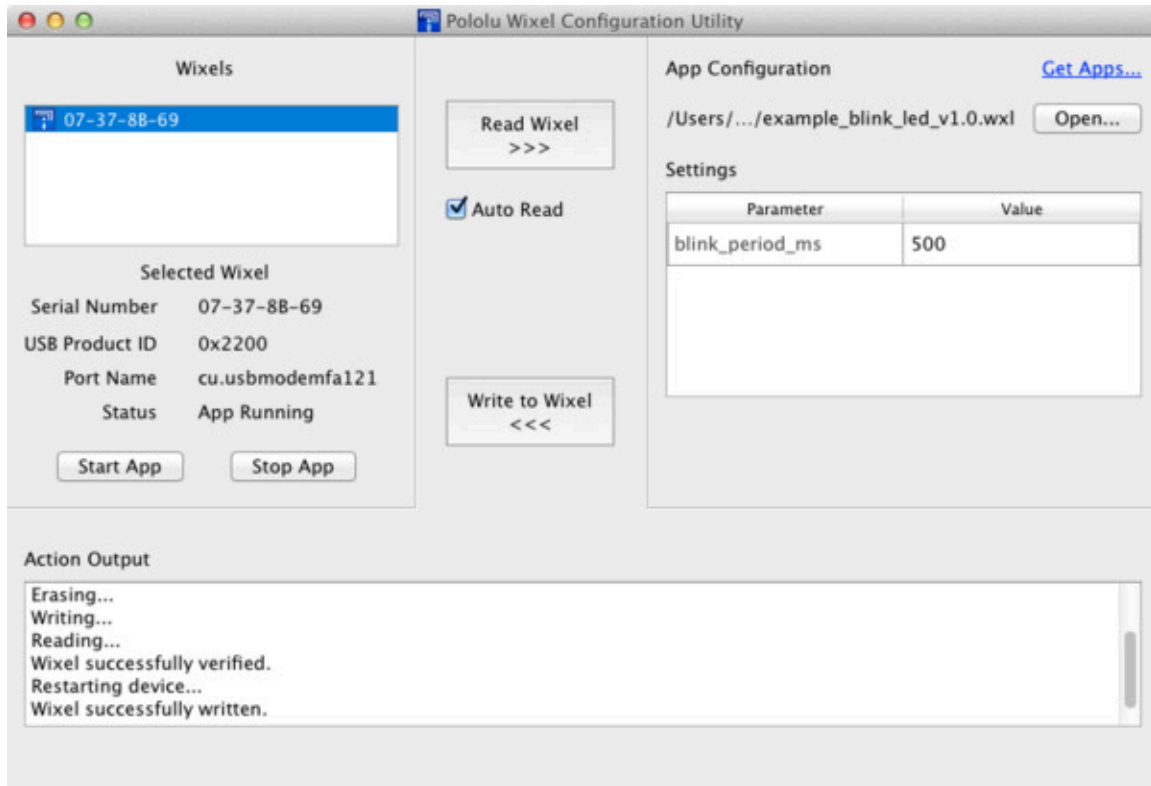 Pololu Wixel Configuration Utility
Wixels
07-37-8B-69
Selected Wixel
Serial Number 07-37-8B-69
USB Product ID 0x2200
Port Name cu.usbmodemfa121
Status App Running
Start App Stop App
Read Wixel
>>>
Auto Read
Write to Wixel
<<<
App Configuration Get Apps...
/Users/.../example_blink_led_v1.0.wxl Open...
Settings
Parameter Value
blink_period_ms 500
Action Output
Erasing...
Writing...
Reading...
Wixel successfully verified.
Restarting device...
Wixel successfully written.